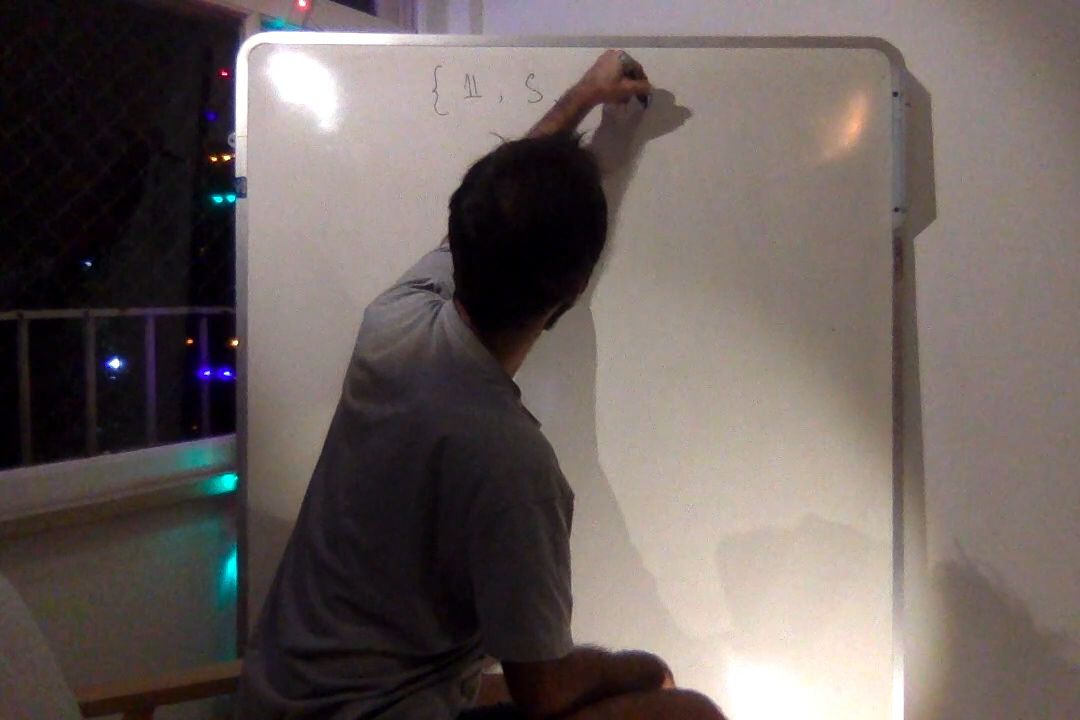 { 𝟙, S,